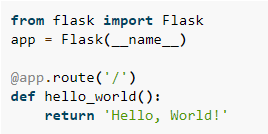 from flask import Flask
app = Flask(__name__)

@app.route('/')
def hello_world():
    return 'Hello, World!'